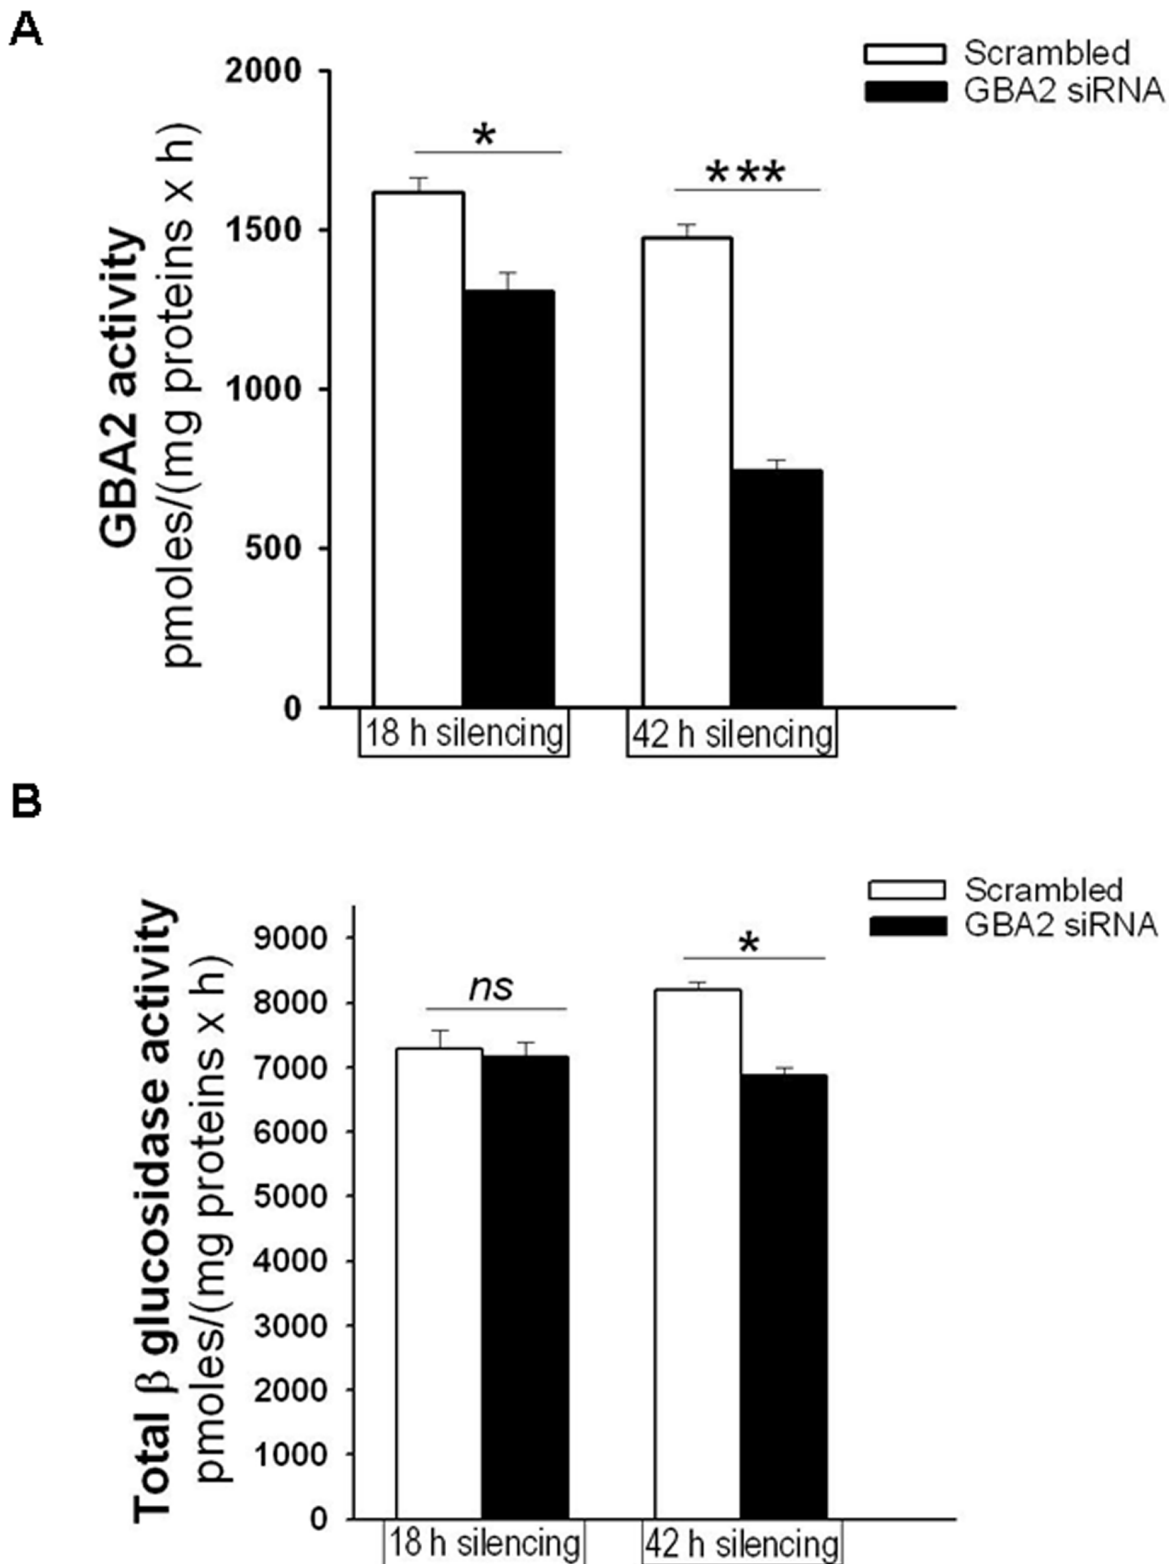 A
Scrambled
GBA2 siRNA
GBA2 activity
pmoles/(mg proteins x h)
2000
1500
1000
500
0
*
***
18 h silencing
42 h silencing
B
Scrambled
GBA2 siRNA
Total β glucosidase activity
pmoles/(mg proteins x h)
9000
8000
7000
6000
5000
4000
3000
2000
1000
0
ns
*
18 h silencing
42 h silencing